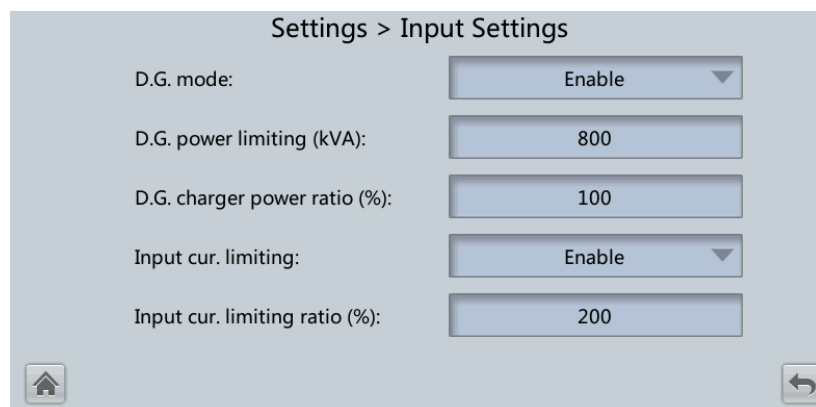 Settings > Input Settings
D.G. mode: Enable
D.G. power limiting (kVA): 800
D.G. charger power ratio (%): 100
Input cur. limiting: Enable
Input cur. limiting ratio (%): 200